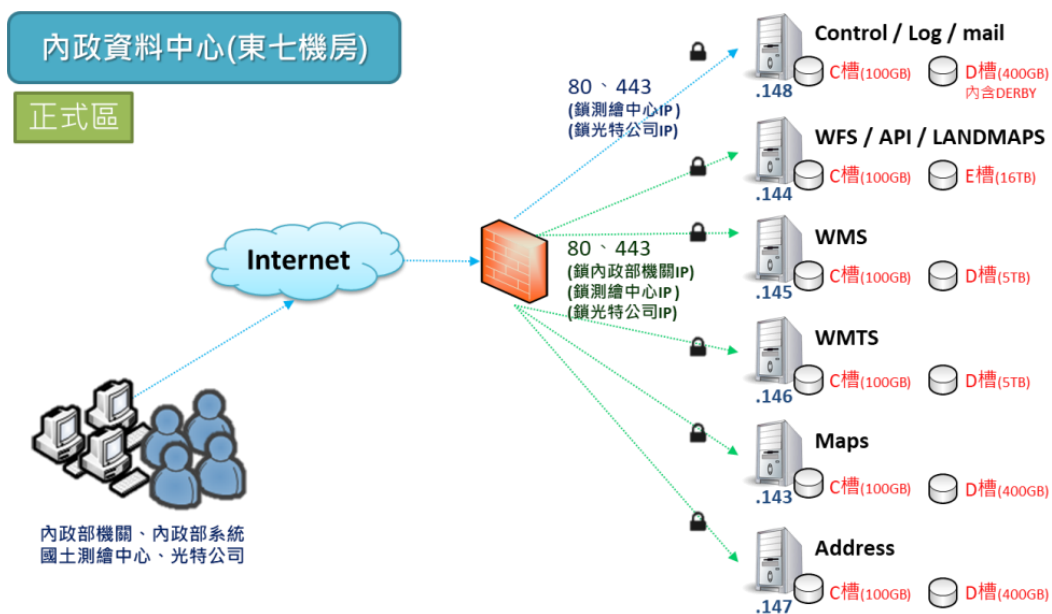 內政資料中心(東七機房)
正式區
Internet
內政部機關、內政部系統
國土測繪中心、光特公司
80、443
(鎖測繪中心IP)
(鎖光特公司IP)
80、443
(鎖內政部機關IP)
(鎖測繪中心IP)
(鎖光特公司IP)
Control / Log / mail
C槽(100GB)
D槽(400GB)
內含DERBY
.148
WFS / API / LANDMAPS
C槽(100GB)
E槽(16TB)
.144
WMS
C槽(100GB)
D槽(5TB)
.145
WMTS
C槽(100GB)
D槽(5TB)
.146
Maps
C槽(100GB)
D槽(400GB)
.143
Address
C槽(100GB)
D槽(400GB)
.147